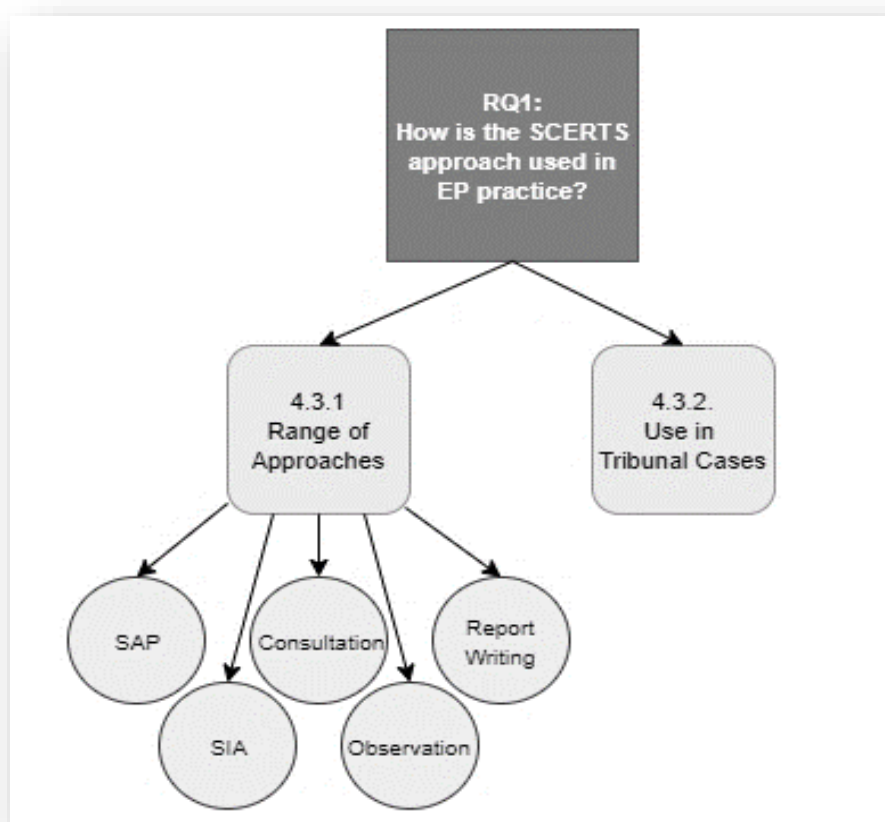 RQ1:
How is the SCERTS
approach used in
EP practice?
4.3.1
Range of
Approaches
4.3.2.
Use in
Tribunal Cases
SAP
Consultation
Report
Writing
SIA
Observation